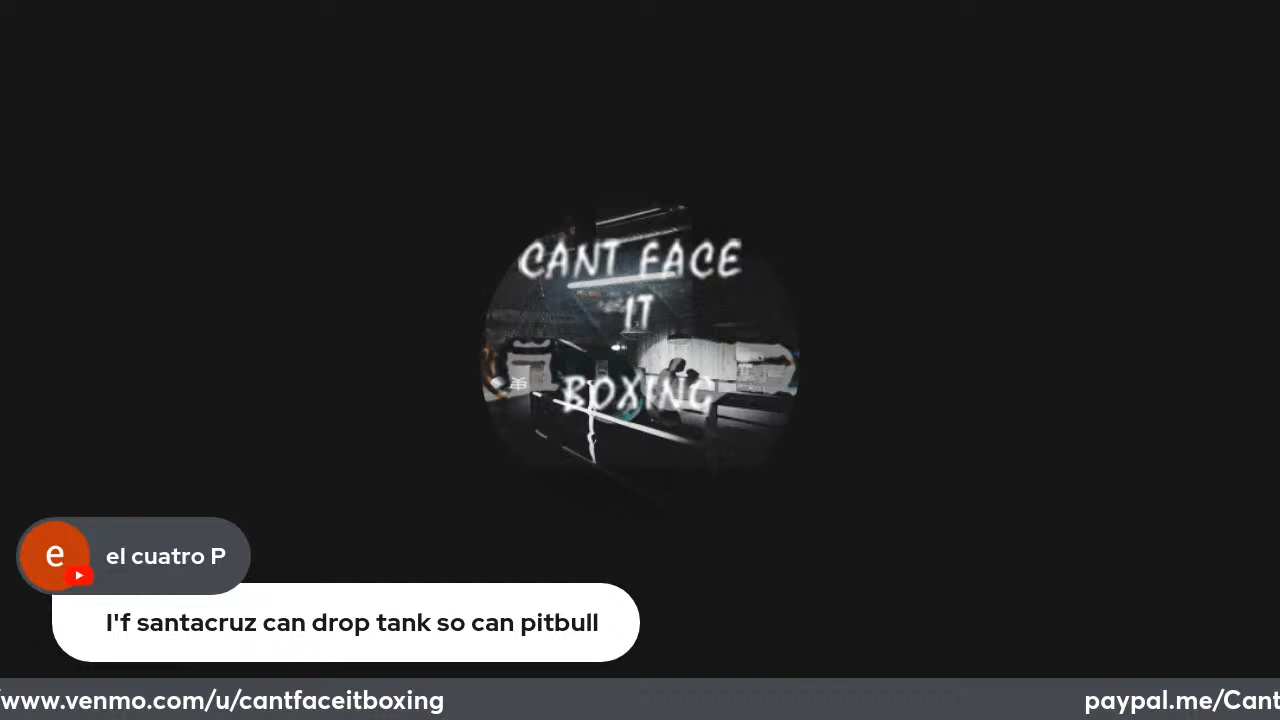 CANT FACE
IT
BOXING
e
el cuatro P
I'f santacruz can drop tank so can pitbull
/www.venmo.com/u/cantfaceitboxing
paypal.me/Cant